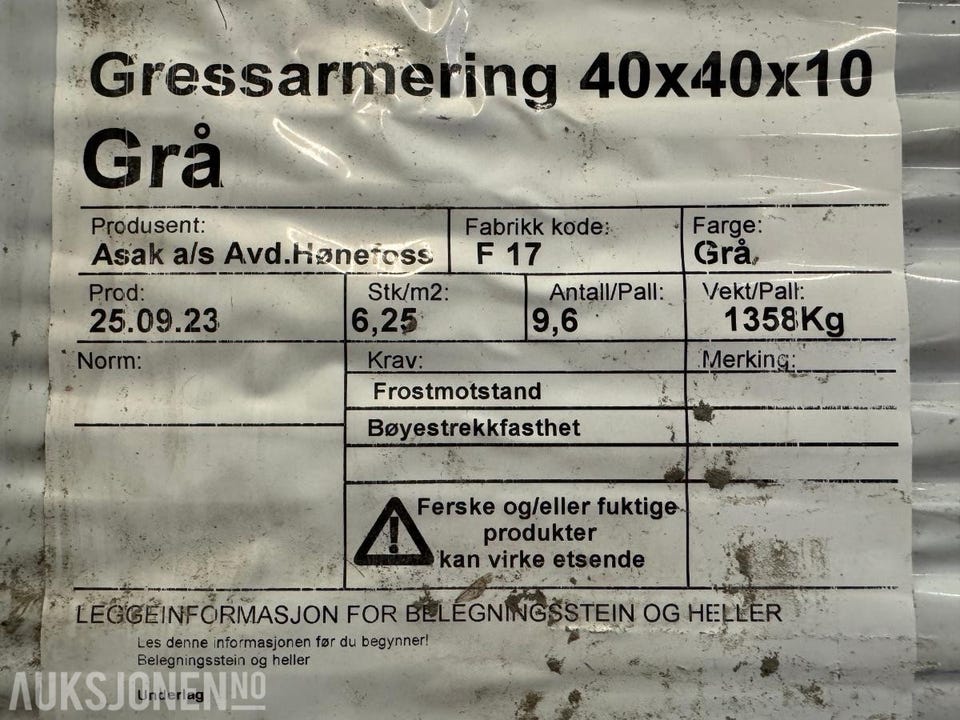 Gressarmering 40x40x10
Grå
Produsent: Fabrikk kode: Farge:
Asak a/s Avd.Hønefoss F 17 Grå
Prod: Stk/m2: Antall/Pall: Vekt/Pall:
25.09.23 6,25 9,6 1358Kg
Norm: Krav: Merking:
Frostmotstand
Bøyestrekkfasthet
Ferske og/eller fuktige
produkter
kan virke etsende
LEGGEINFORMASJON FOR BELEGNINGSSTEIN OG HELLER
Les denne informasjonen før du begynner!
Belegningsstein og heller
Underlag
AUKSJONEN.NO